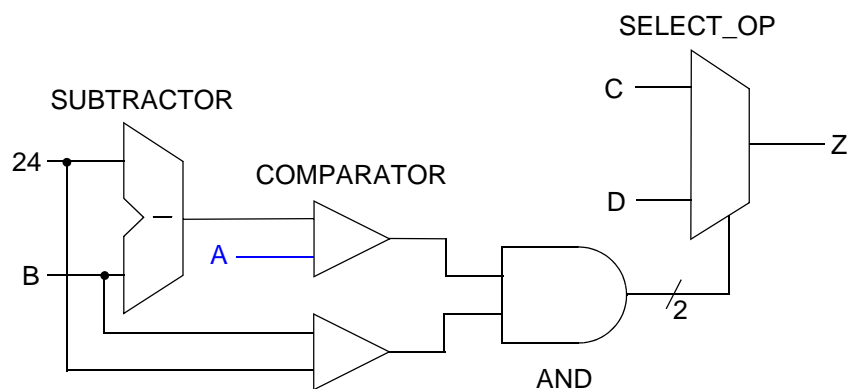 SELECT_OP
C
SUBTRACTOR
Z
24
COMPARATOR
D
–
A
B
2
AND